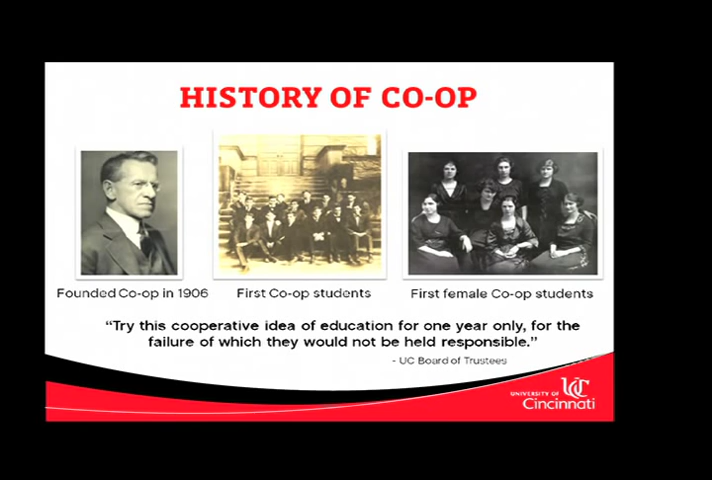 HISTORY OF CO-OP
Founded Co-op in 1906
First Co-op students
First female Co-op students
“Try this cooperative idea of education for one year only, for the
failure of which they would not be held responsible.”
- UC Board of Trustees
UNIVERSITY OF UC
Cincinnati